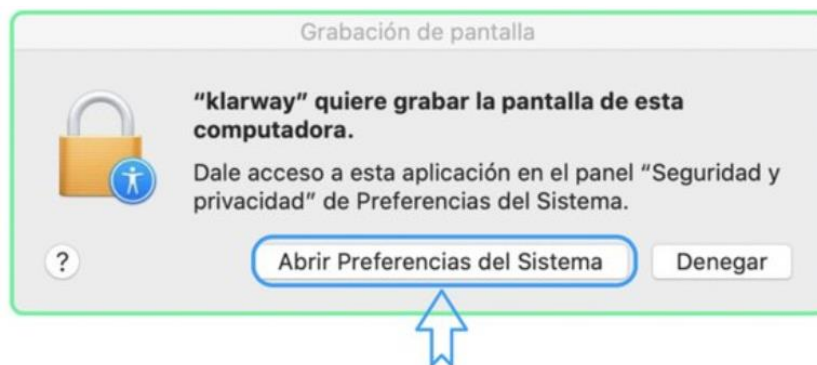 Grabación de pantalla
“klarway” quiere grabar la pantalla de esta
computadora.
Dale acceso a esta aplicación en el panel “Seguridad y
privacidad” de Preferencias del Sistema.
? Abrir Preferencias del Sistema Denegar